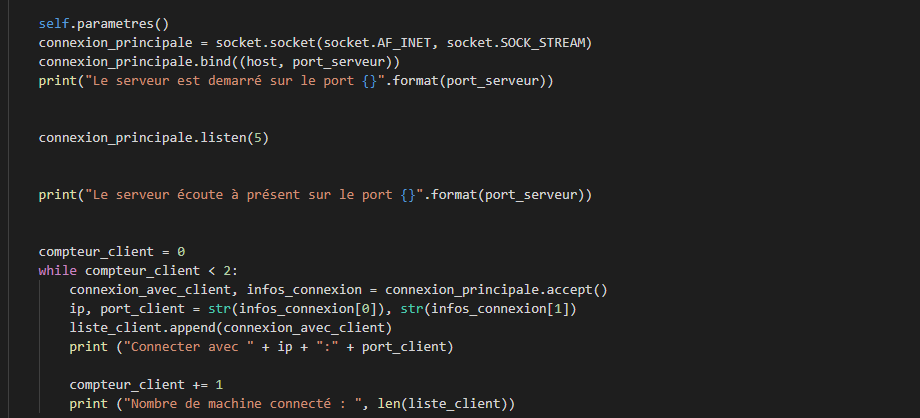 self.parametres()
connexion_principale = socket.socket(socket.AF_INET, socket.SOCK_STREAM)
connexion_principale.bind((host, port_serveur))
print("Le serveur est demarré sur le port {}".format(port_serveur))
connexion_principale.listen(5)
print("Le serveur écoute à présent sur le port {}".format(port_serveur))
compteur_client = 0
while compteur_client < 2:
    connexion_avec_client, infos_connexion = connexion_principale.accept()
    ip, port_client = str(infos_connexion[0]), str(infos_connexion[1])
    liste_client.append(connexion_avec_client)
    print ("Connecter avec " + ip + ":" + port_client)
    compteur_client += 1
    print ("Nombre de machine connecté : ", len(liste_client))